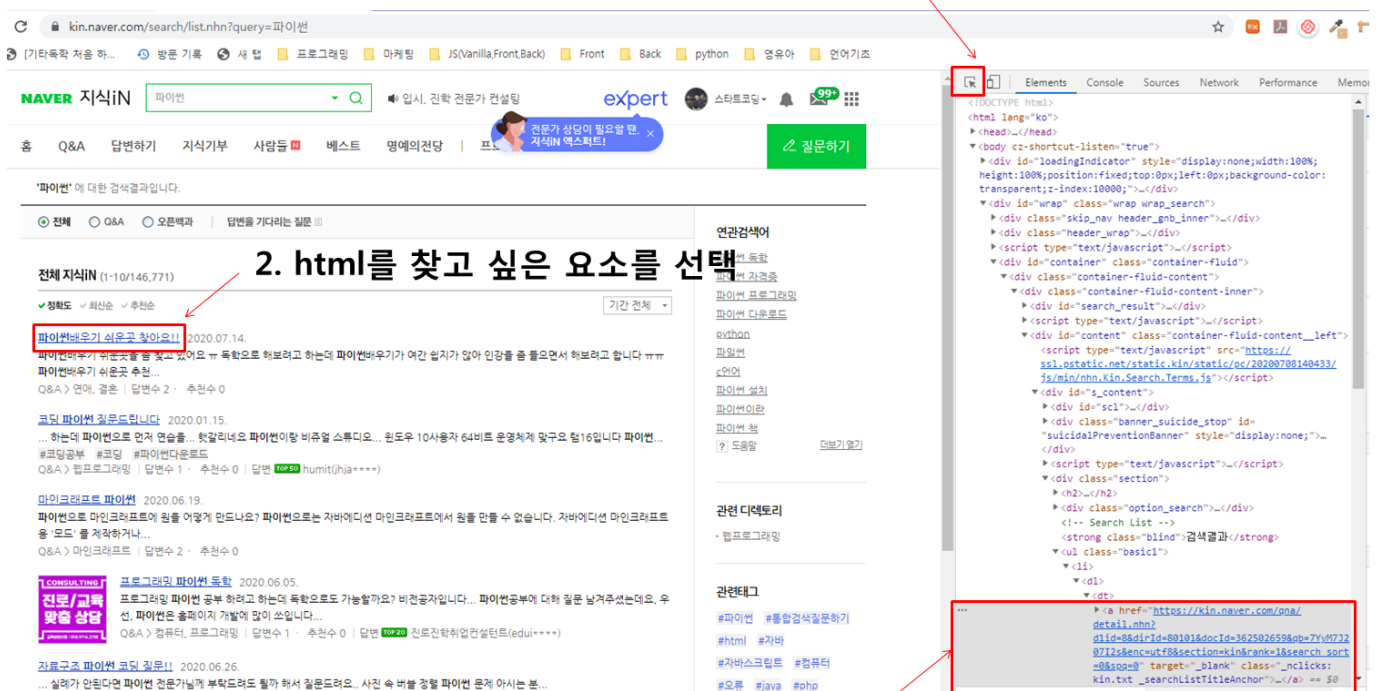 kin.naver.com/search/list.nhn?query=파이썬
[기타독학 처음 하... 방문 기록 새 탭 프로그래밍 마케팅 JS(Vanilla,Front,Back) Front Back python 영유아 언어기초
NAVER 지식iN 파이썬 입시, 진학 전문가 컨설팅 expert 스타트코딩 99+
전문가 상담이 필요할 땐,
지식iN 엑스퍼트!
홈 Q&A 답변하기 지식기부 사람들 N 베스트 명예의전당 프 질문하기
'파이썬' 에 대한 검색결과입니다.
전체 Q&A 오픈백과 답변을 기다리는 질문
2. html를 찾고 싶은 요소를 선택
전체 지식iN (1-10/146,771)
정확도 최신순 추천순 기간 전체
파이썬배우기 쉬운곳 찾아요!! 2020.07.14.
파이썬배우기 쉬운곳을 좀 찾고 있어요 ㅠ 독학으로 해보려고 하는데 파이썬배우기가 여간 쉽지가 않아 인강을 좀 들으면서 해보려고 합니다 ㅠㅠ
파이썬배우기 쉬운곳 추천...
Q&A > 연애, 결혼 | 답변수 2 · 추천수 0
코딩 파이썬 질문드립니다 2020.01.15.
... 하는데 파이썬으로 먼저 연습을... 헷갈리네요 파이썬이랑 비쥬얼 스튜디오... 윈도우 10사용자 64비트 운영체제 맞구요 램16입니다 파이썬...
#코딩공부 #코딩 #파이썬다운로드
Q&A > 웹프로그래밍 | 답변수 1 · 추천수 0 | 답변 TOP50 humit(jhja****)
마인크래프트 파이썬 2020.06.19.
파이썬으로 마인크래프트에 원을 어떻게 만드나요? 파이썬으로는 자바에디션 마인크래프트에서 원을 만들 수 없습니다. 자바에디션 마인크래프트
용 '모드' 를 제작하거나...
Q&A > 마인크래프트 | 답변수 2 · 추천수 0
CONSULTING
진로/교육
맞춤 상담
프로그래밍 파이썬 독학 2020.06.05.
프로그래밍 파이썬 공부 하려고 하는데 독학으로도 가능할까요? 비전공자입니다... 파이썬공부에 대해 질문 남겨주셨는데요, 우
선, 파이썬은 홈페이지 개발에 많이 쓰입니다...
Q&A > 컴퓨터, 프로그래밍 | 답변수 1 · 추천수 0 | 답변 TOP20 진로진학취업컨설턴트(edui****)
자료구조 파이썬 코딩 질문!! 2020.06.26.
... 실례가 안된다면 파이썬 전문가님께 부탁드려도 될까 해서 질문드려요.. 사진 속 버블 정렬 파이썬 문제 아시는 분...
연관검색어
파이썬 독학
파이썬 자격증
파이썬 프로그래밍
파이썬 다운로드
python
파일썬
c언어
파이썬 설치
파이썬이란
파이썬 책
? 도움말 더보기 열기
관련 디렉토리
· 웹프로그래밍
관련태그
#파이썬 #통합검색질문하기
#html #자바
#자바스크립트 #컴퓨터
#오류 #java #php
Elements Console Sources Network Performance Memor
<!DOCTYPE html>
<html lang="ko">
<head>…</head>
<body cz-shortcut-listen="true">
<div id="loadingIndicator" style="display:none;width:100%;
height:100%;position:fixed;top:0px;left:0px;background-color:
transparent;z-index:10000;">…</div>
<div id="wrap" class="wrap wrap_search">
<div class="skip_nav header_gnb_inner">…</div>
<div class="header_wrap">…</div>
<script type="text/javascript">…</script>
<div id="container" class="container-fluid">
<div class="container-fluid-content">
<div class="container-fluid-content-inner">
<div id="search_result">…</div>
<script type="text/javascript">…</script>
<div id="content" class="container-fluid-content__left">
<script type="text/javascript" src="https://
ssl.pstatic.net/static.kin/static/pc/20200708140433/
js/min/nhn.Kin.Search.Terms.js"></script>
<div id="s_content">
<div id="scl">…</div>
<div class="banner_suicide_stop" id=
"suicidalPreventionBanner" style="display:none;">…
</div>
<script type="text/javascript">…</script>
<div class="section">
<h2>…</h2>
<div class="option_search">…</div>
<!-- Search List -->
<strong class="blind">검색결과</strong>
<ul class="basic1">
<li>
<dl>
<dt>
<a href="https://kin.naver.com/qna/
detail.nhn?
d1id=8&dirId=80101&docId=362502659&qb=7YyM7J2
07I2s&enc=utf8&section=kin&rank=1&search_sort
=0&spq=0" target="_blank" class="_nclicks:
kin.txt _searchListTitleAnchor">…</a> == $0